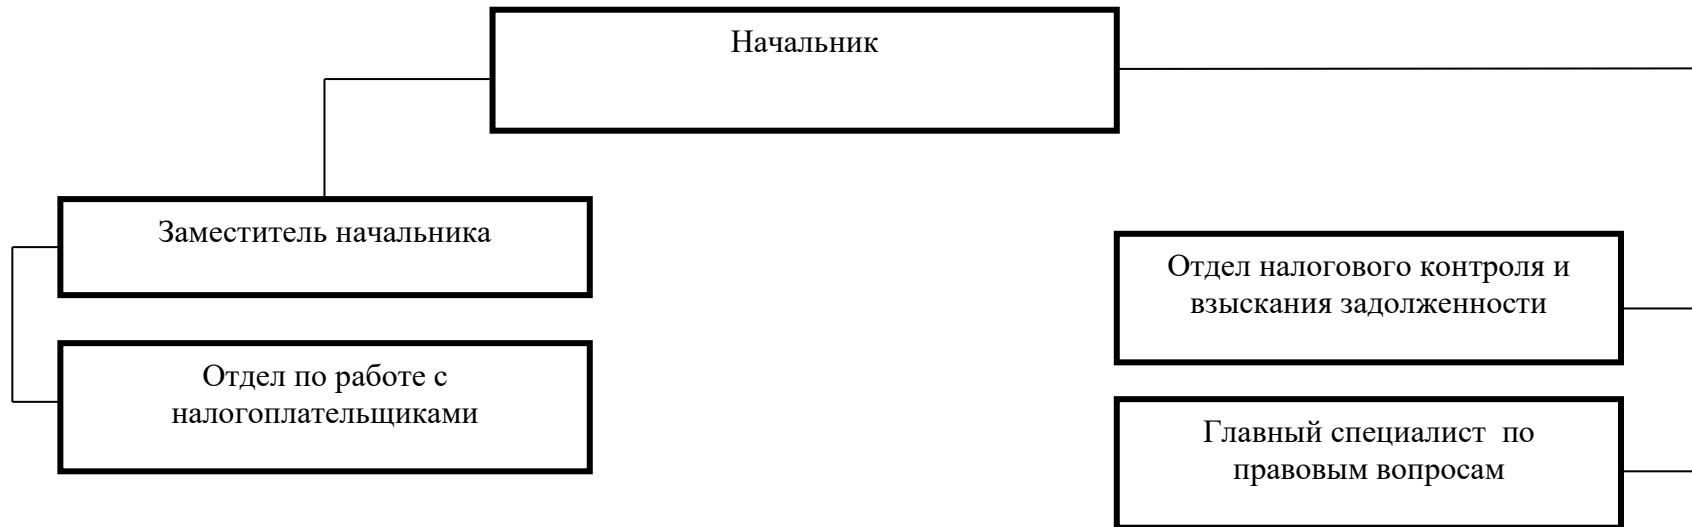 Начальник
Заместитель начальника
Отдел по работе с
налогоплательщиками
Отдел налогового контроля и
взыскания задолженности
Главный специалист  по
правовым вопросам